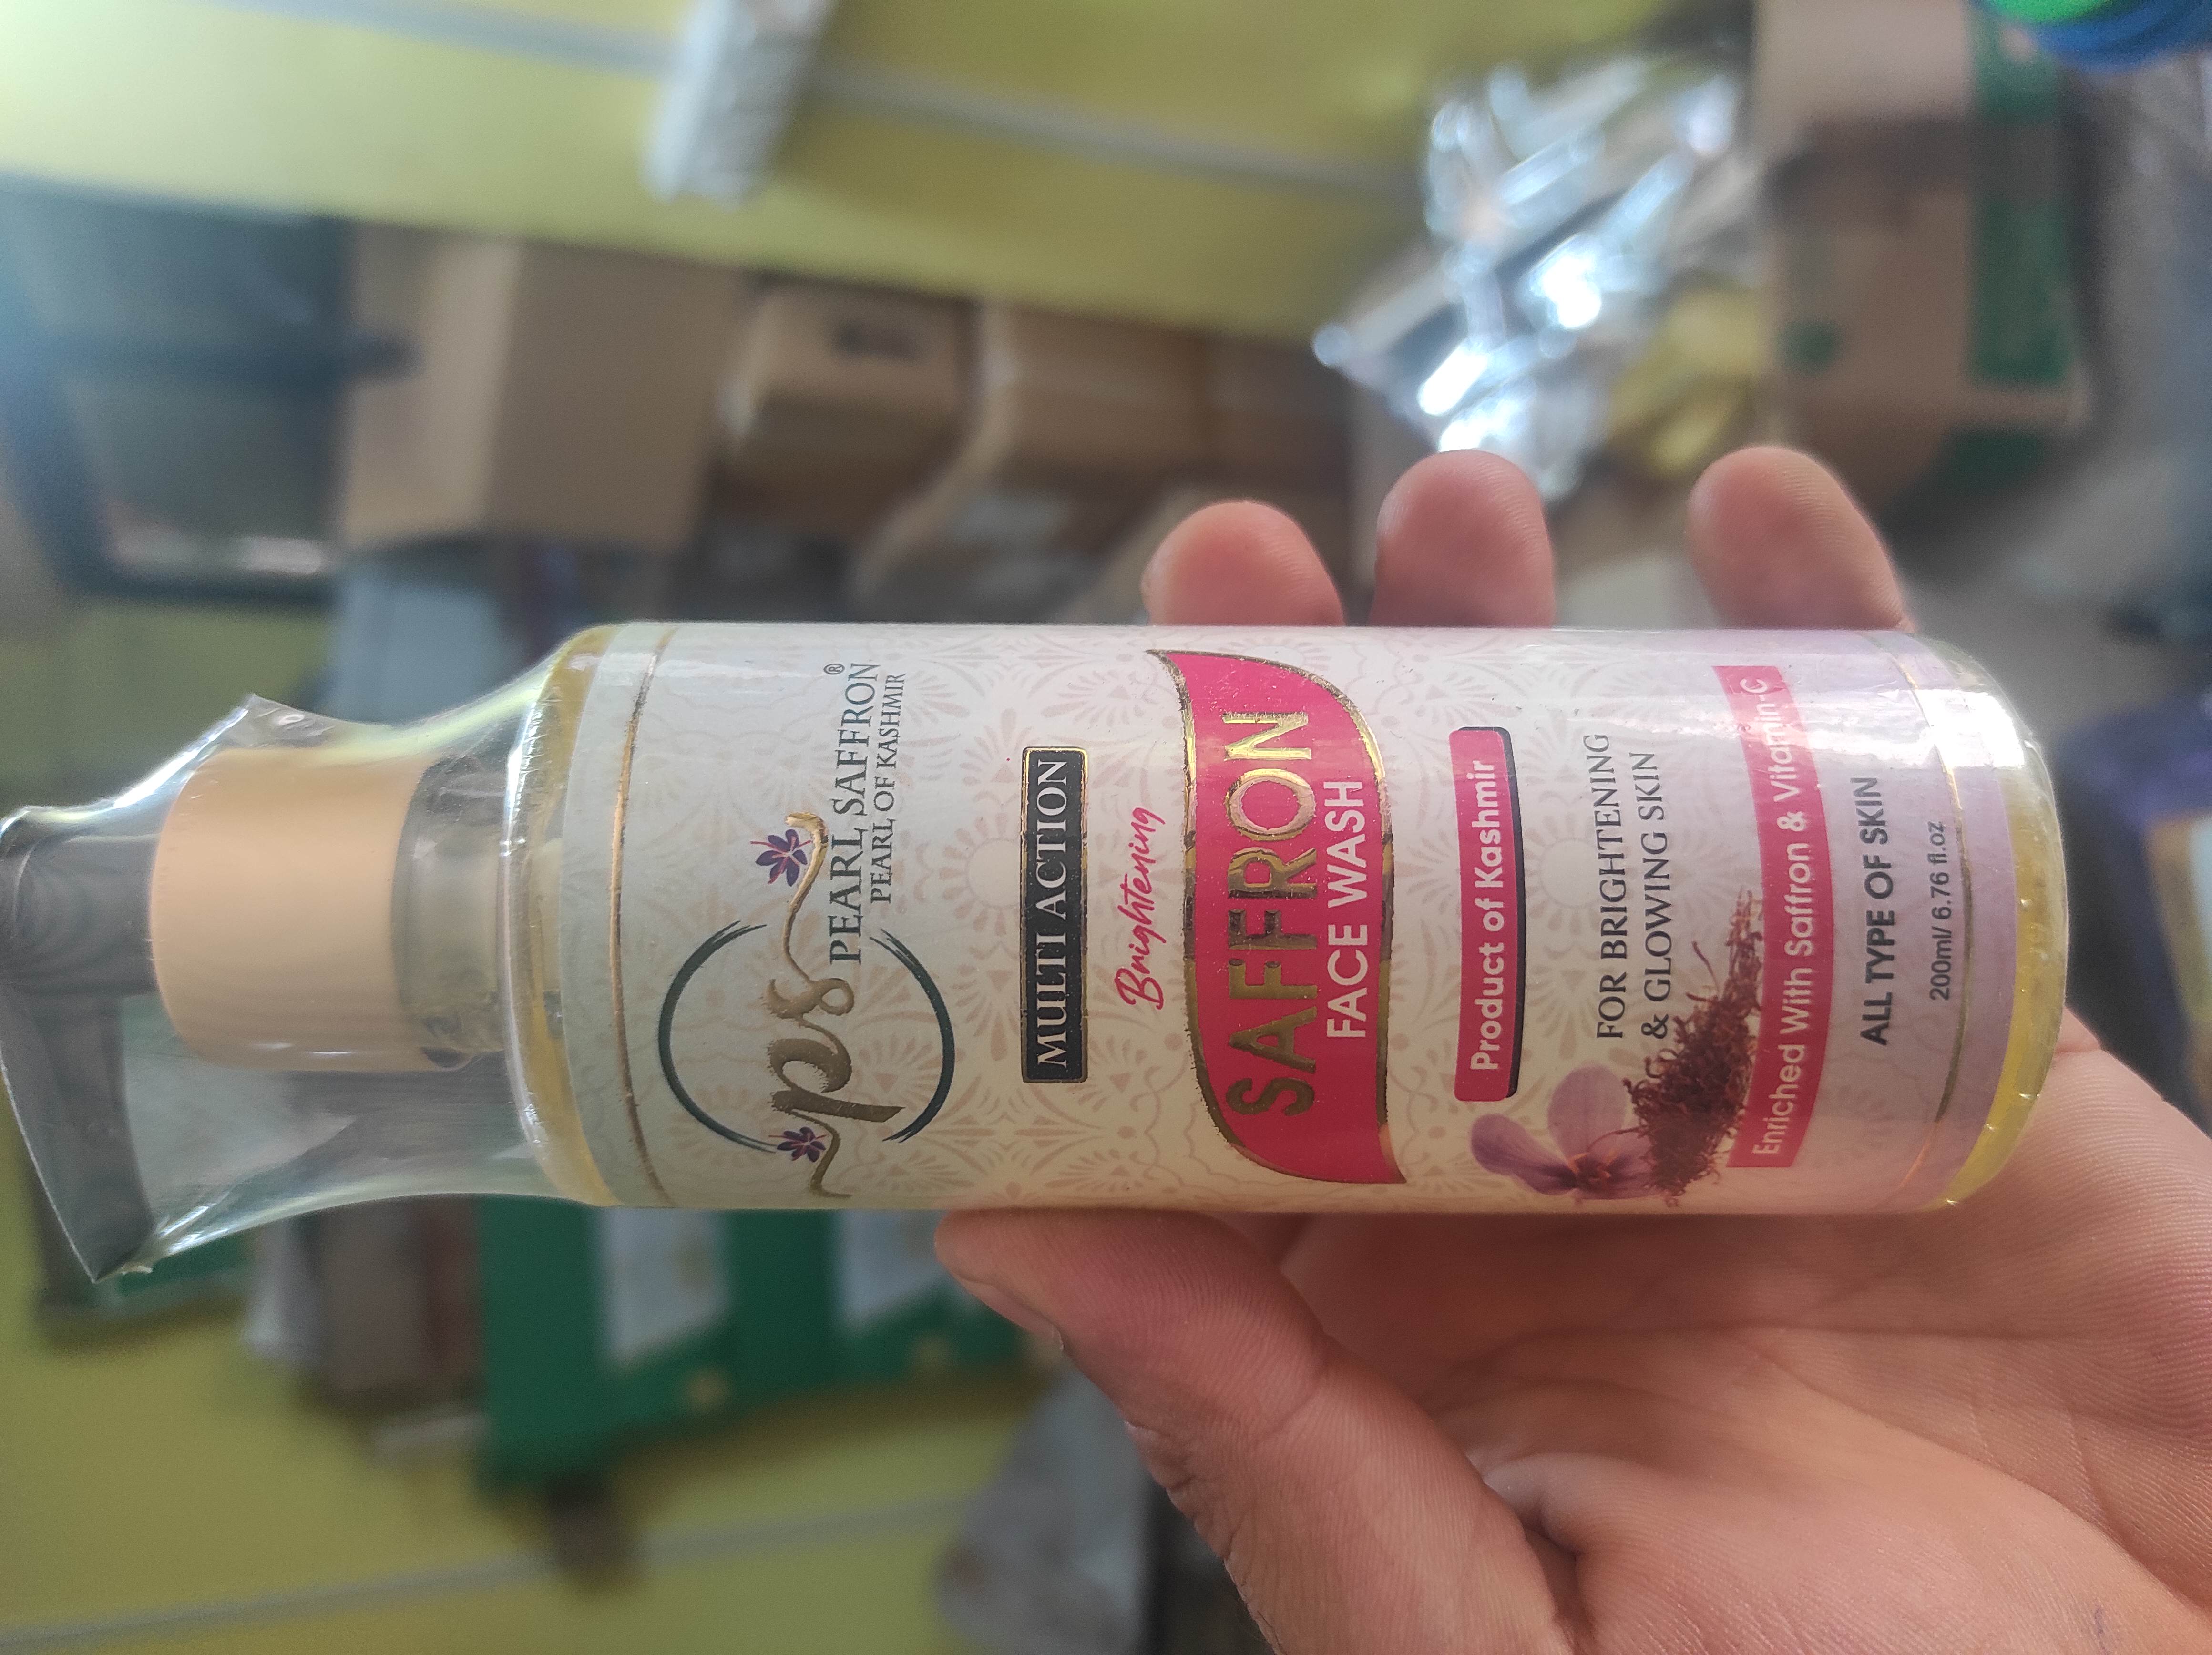 ps
PEARL SAFFRON®
PEARL OF KASHMIR
MULTI ACTION
Brightening
SAFFRON
FACE WASH
Product of Kashmir
FOR BRIGHTENING
& GLOWING SKIN
Enriched With Saffron & Vitamin-C
ALL TYPE OF SKIN
200ml/ 6.76 fl.oz